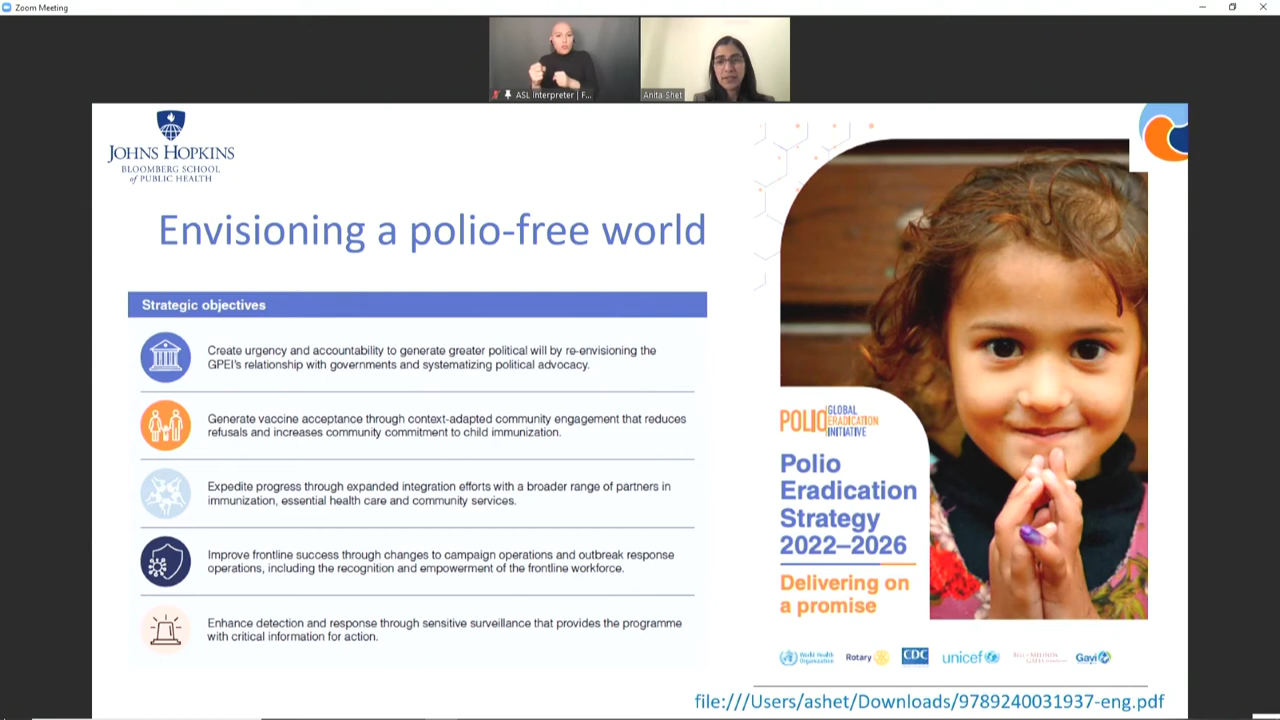 Zoom Meeting
ASL Interpreter | F...
Anita Shet
JOHNS HOPKINS
BLOOMBERG SCHOOL
of PUBLIC HEALTH
Envisioning a polio-free world
Strategic objectives
Create urgency and accountability to generate greater political will by re-envisioning the
GPEI's relationship with governments and systematizing political advocacy.
Generate vaccine acceptance through context-adapted community engagement that reduces
refusals and increases community commitment to child immunization.
Expedite progress through expanded integration efforts with a broader range of partners in
immunization, essential health care and community services.
Improve frontline success through changes to campaign operations and outbreak response
operations, including the recognition and empowerment of the frontline workforce.
Enhance detection and response through sensitive surveillance that provides the programme
with critical information for action.
POLIO GLOBAL
ERADICATION
INITIATIVE
Polio
Eradication
Strategy
2022–2026
Delivering on
a promise
World Health
Organization
Rotary
CDC
unicef
BILL & MELINDA
GATES
Gavi
file:///Users/ashet/Downloads/9789240031937-eng.pdf